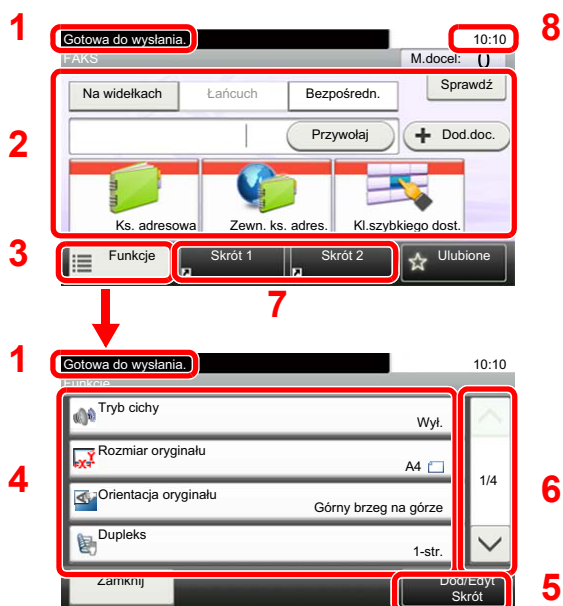 1
Gotowa do wysłania.
10:10
8
FAKS
M.docel:
Na widełkach
Łańcuch
Bezpośredn.
Sprawdź
2
Przywołaj
+ Dod.doc.
Ks. adresowa
Zewn. ks. adres.
Kl.szybkiego dost.
3
Funkcje
Skrót 1
Skrót 2
Ulubione
7
1
Gotowa do wysłania.
10:10
Funkcje
Tryb cichy
Wył.
Rozmiar oryginału
A4
4
1/4
6
Orientacja oryginału
Górny brzeg na górze
Dupleks
1-str.
Zamknij
Dod/Edyt
Skrót
5